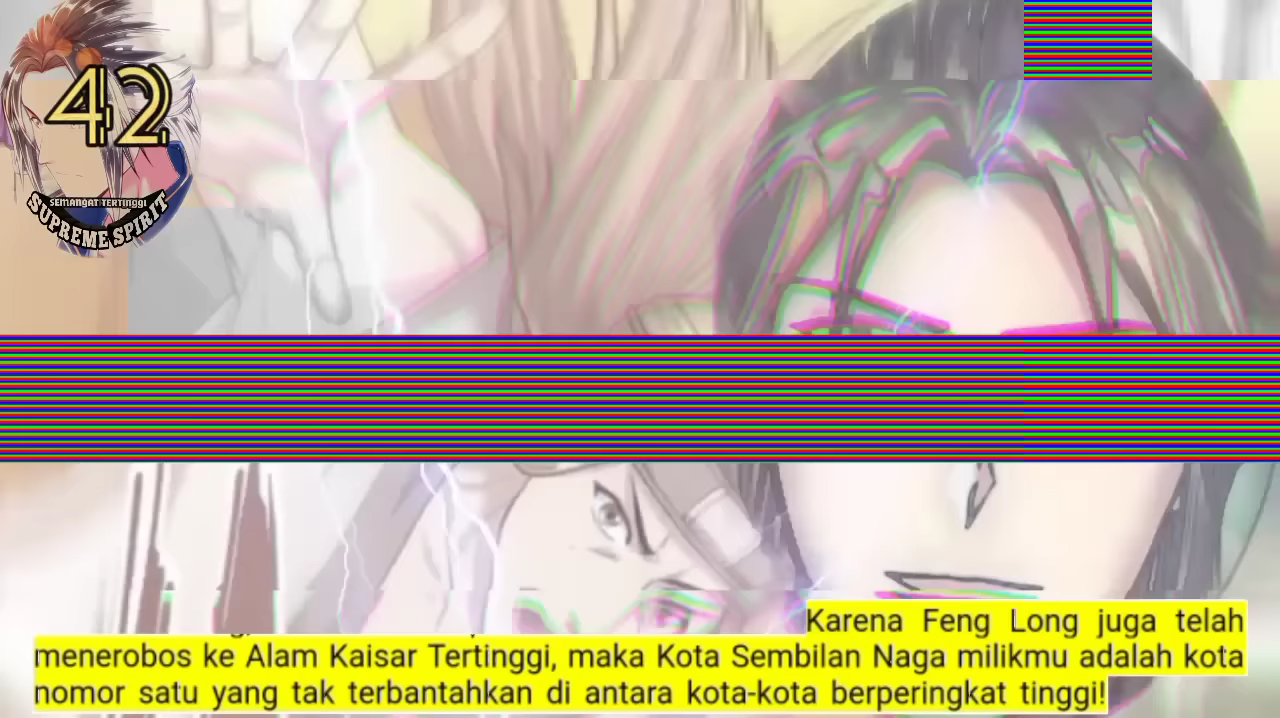 42
SEMANGAT TERTINGGI
SUPREME SPIRIT
Karena Feng Long juga telah
menerobos ke Alam Kaisar Tertinggi, maka Kota Sembilan Naga milikmu adalah kota
nomor satu yang tak terbantahkan di antara kota-kota berperingkat tinggi!